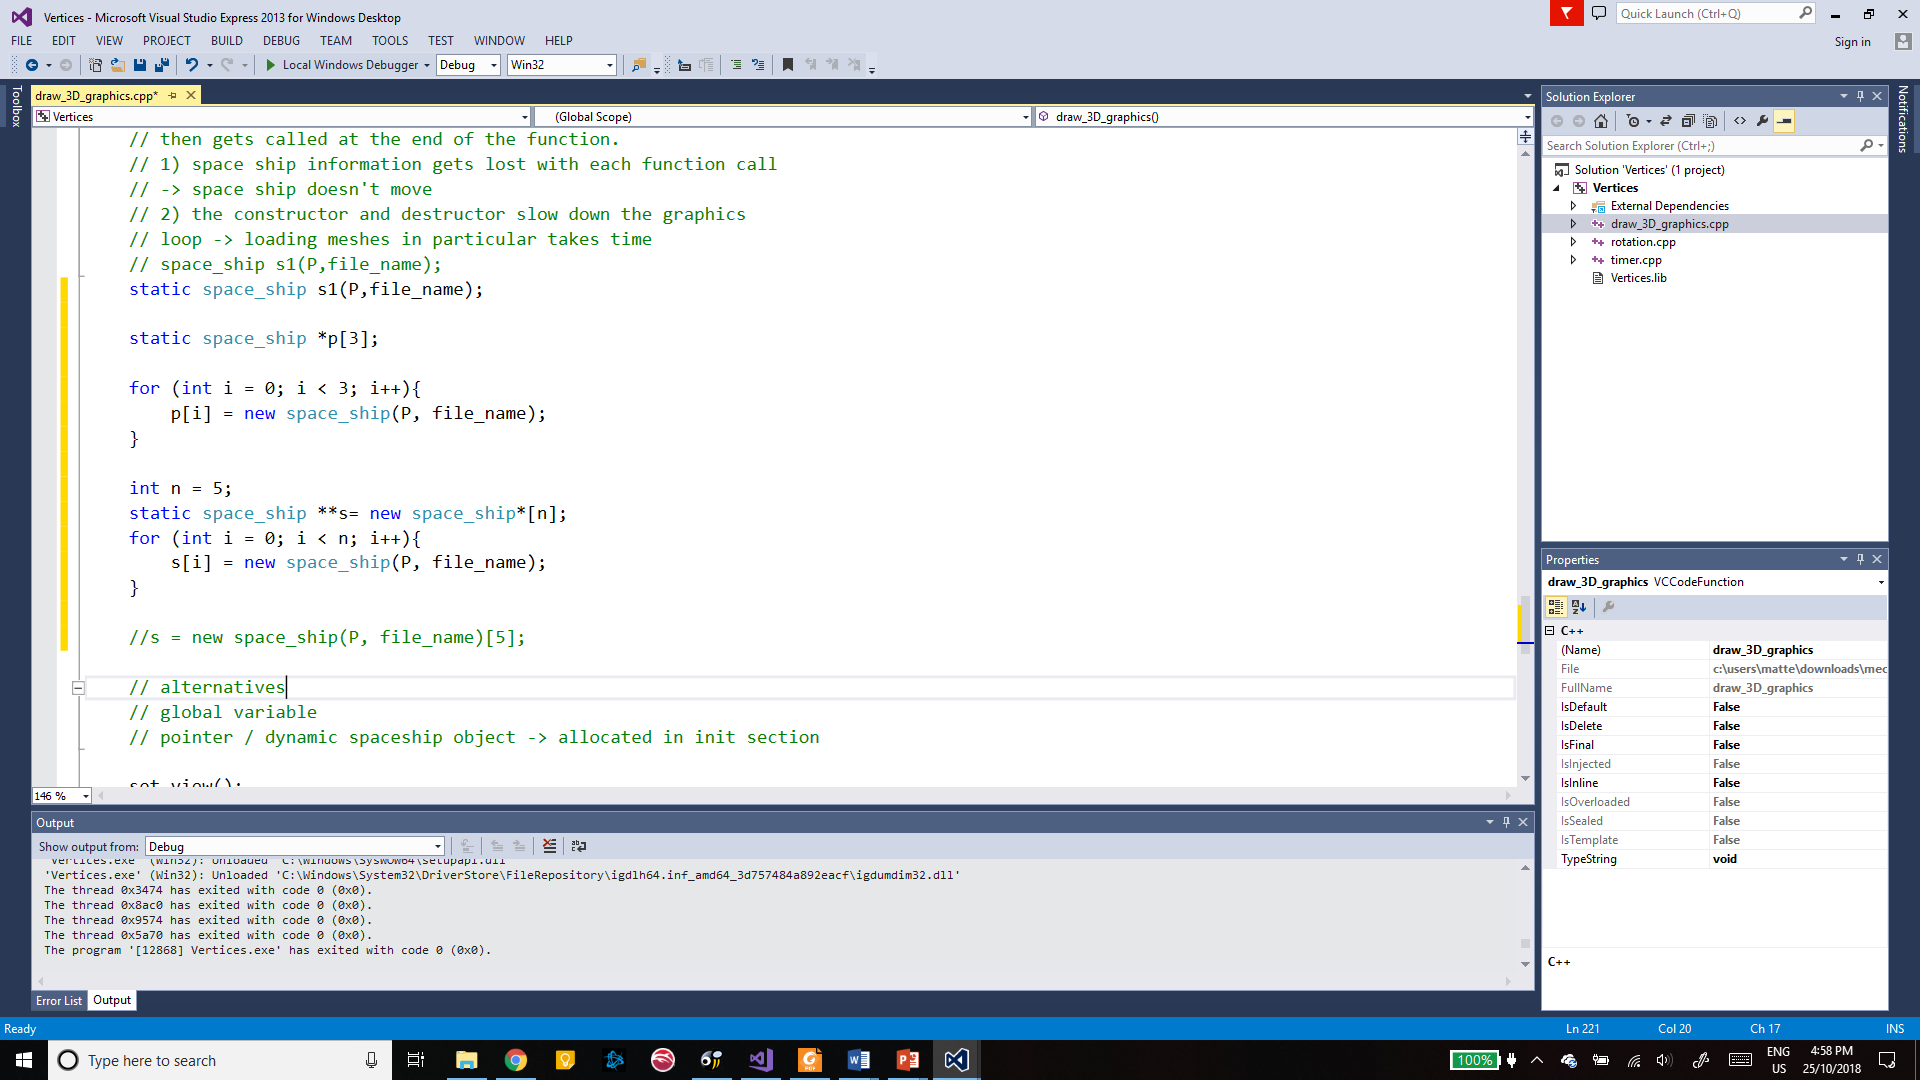 Vertices - Microsoft Visual Studio Express 2013 for Windows Desktop
Quick Launch (Ctrl+Q)
FILE EDIT VIEW PROJECT BUILD DEBUG TEAM TOOLS TEST WINDOW HELP
Sign in
Local Windows Debugger Debug Win32
Toolbox
draw_3D_graphics.cpp*
Vertices (Global Scope) draw_3D_graphics()
// then gets called at the end of the function.
// 1) space ship information gets lost with each function call
// -> space ship doesn't move
// 2) the constructor and destructor slow down the graphics
// loop -> loading meshes in particular takes time
// space_ship s1(P,file_name);
static space_ship s1(P,file_name);
static space_ship *p[3];
for (int i = 0; i < 3; i++){
p[i] = new space_ship(P, file_name);
}
int n = 5;
static space_ship **s= new space_ship*[n];
for (int i = 0; i < n; i++){
s[i] = new space_ship(P, file_name);
}
//s = new space_ship(P, file_name)[5];
// alternatives
// global variable
// pointer / dynamic spaceship object -> allocated in init section
set_view();
146 %
Output
Show output from: Debug
'Vertices.exe' (Win32): Unloaded 'C:\Windows\SysWOW64\setupapi.dll'
'Vertices.exe' (Win32): Unloaded 'C:\Windows\System32\DriverStore\FileRepository\igdlh64.inf_amd64_3d757484a892eacf\igdumdim32.dll'
The thread 0x3474 has exited with code 0 (0x0).
The thread 0x8ac0 has exited with code 0 (0x0).
The thread 0x9574 has exited with code 0 (0x0).
The thread 0x5a70 has exited with code 0 (0x0).
The program '[12868] Vertices.exe' has exited with code 0 (0x0).
Error List Output
Solution Explorer
Search Solution Explorer (Ctrl+;)
Solution 'Vertices' (1 project)
Vertices
External Dependencies
draw_3D_graphics.cpp
rotation.cpp
timer.cpp
Vertices.lib
Notifications
Properties
draw_3D_graphics VCCodeFunction
C++
(Name) draw_3D_graphics
File c:\users\matte\downloads\mec
FullName draw_3D_graphics
IsDefault False
IsDelete False
IsFinal False
IsInjected False
IsInline False
IsOverloaded False
IsSealed False
IsTemplate False
TypeString void
C++
Ready Ln 221 Col 20 Ch 17 INS
Type here to search
100%
ENG
US
4:58 PM
25/10/2018